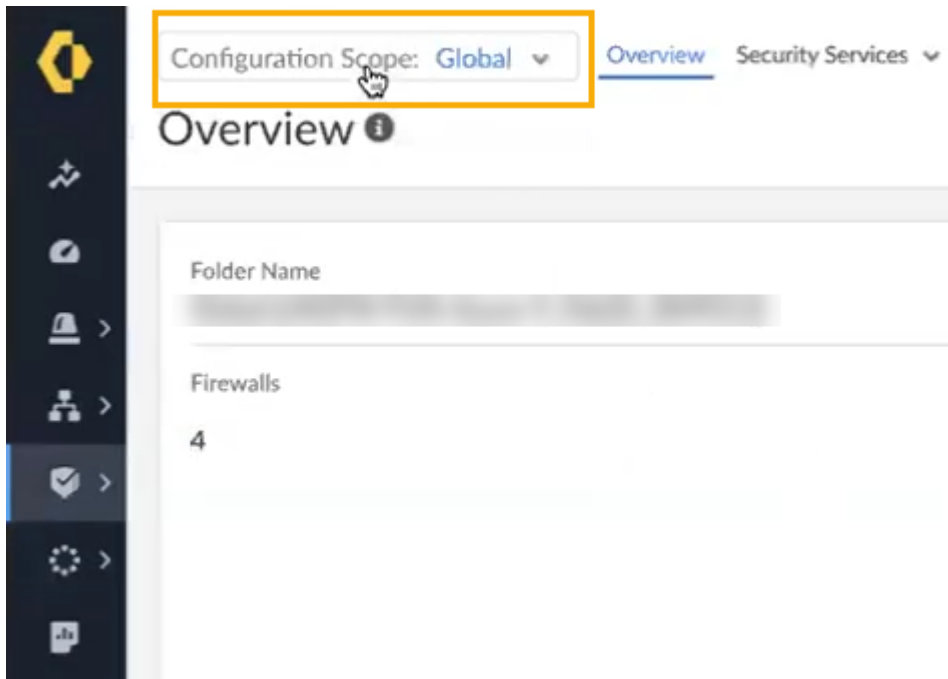 Configuration Scope: Global
Overview
Security Services
Overview
Folder Name
Firewalls
4